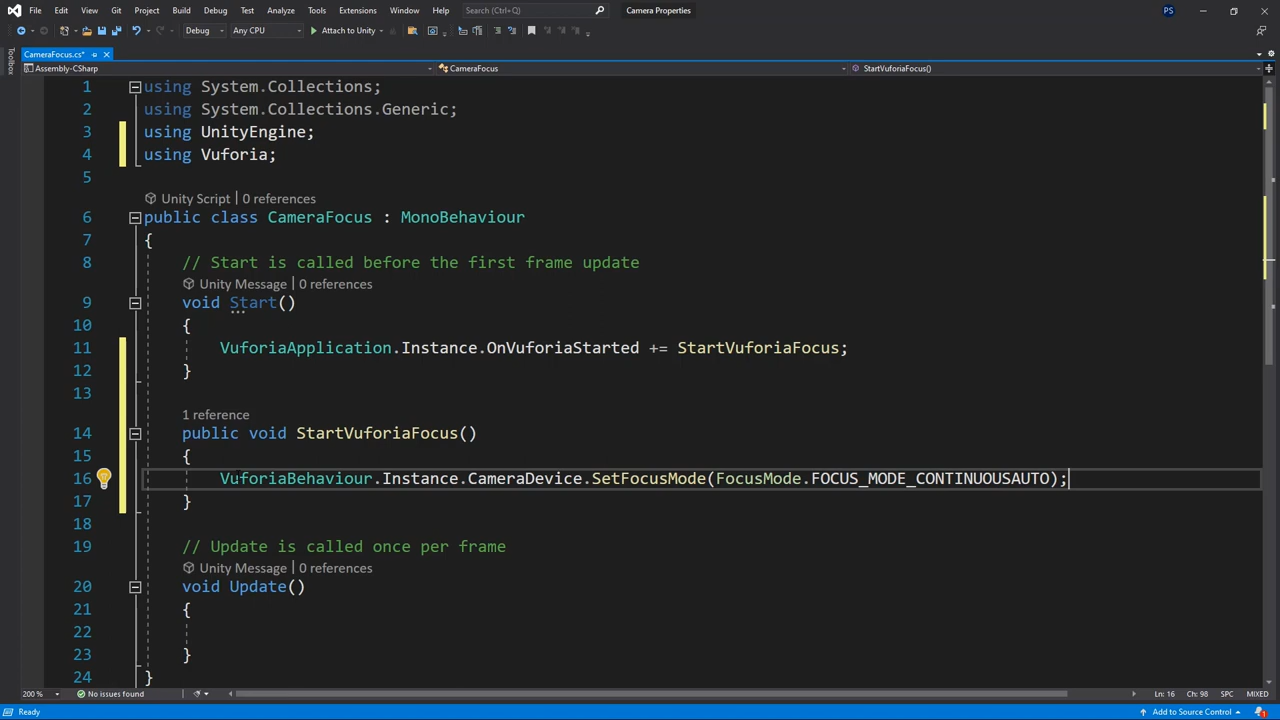 File Edit View Git Project Build Debug Test Analyze Tools Extensions Window Help Search (Ctrl+Q) Camera Properties PS
Debug Any CPU Attach to Unity
CameraFocus.cs*
Toolbox
Assembly-CSharp CameraFocus StartVuforiaFocus()
1 using System.Collections;
2 using System.Collections.Generic;
3 using UnityEngine;
4 using Vuforia;
5
Unity Script | 0 references
6 public class CameraFocus : MonoBehaviour
7 {
8 // Start is called before the first frame update
Unity Message | 0 references
9 void Start()
10 {
11 VuforiaApplication.Instance.OnVuforiaStarted += StartVuforiaFocus;
12 }
13
1 reference
14 public void StartVuforiaFocus()
15 {
16 VuforiaBehaviour.Instance.CameraDevice.SetFocusMode(FocusMode.FOCUS_MODE_CONTINUOUSAUTO);
17 }
18
19 // Update is called once per frame
Unity Message | 0 references
20 void Update()
21 {
22
23 }
24 }
200 % No issues found Ln: 16 Ch: 98 SPC MIXED
Ready Add to Source Control 1